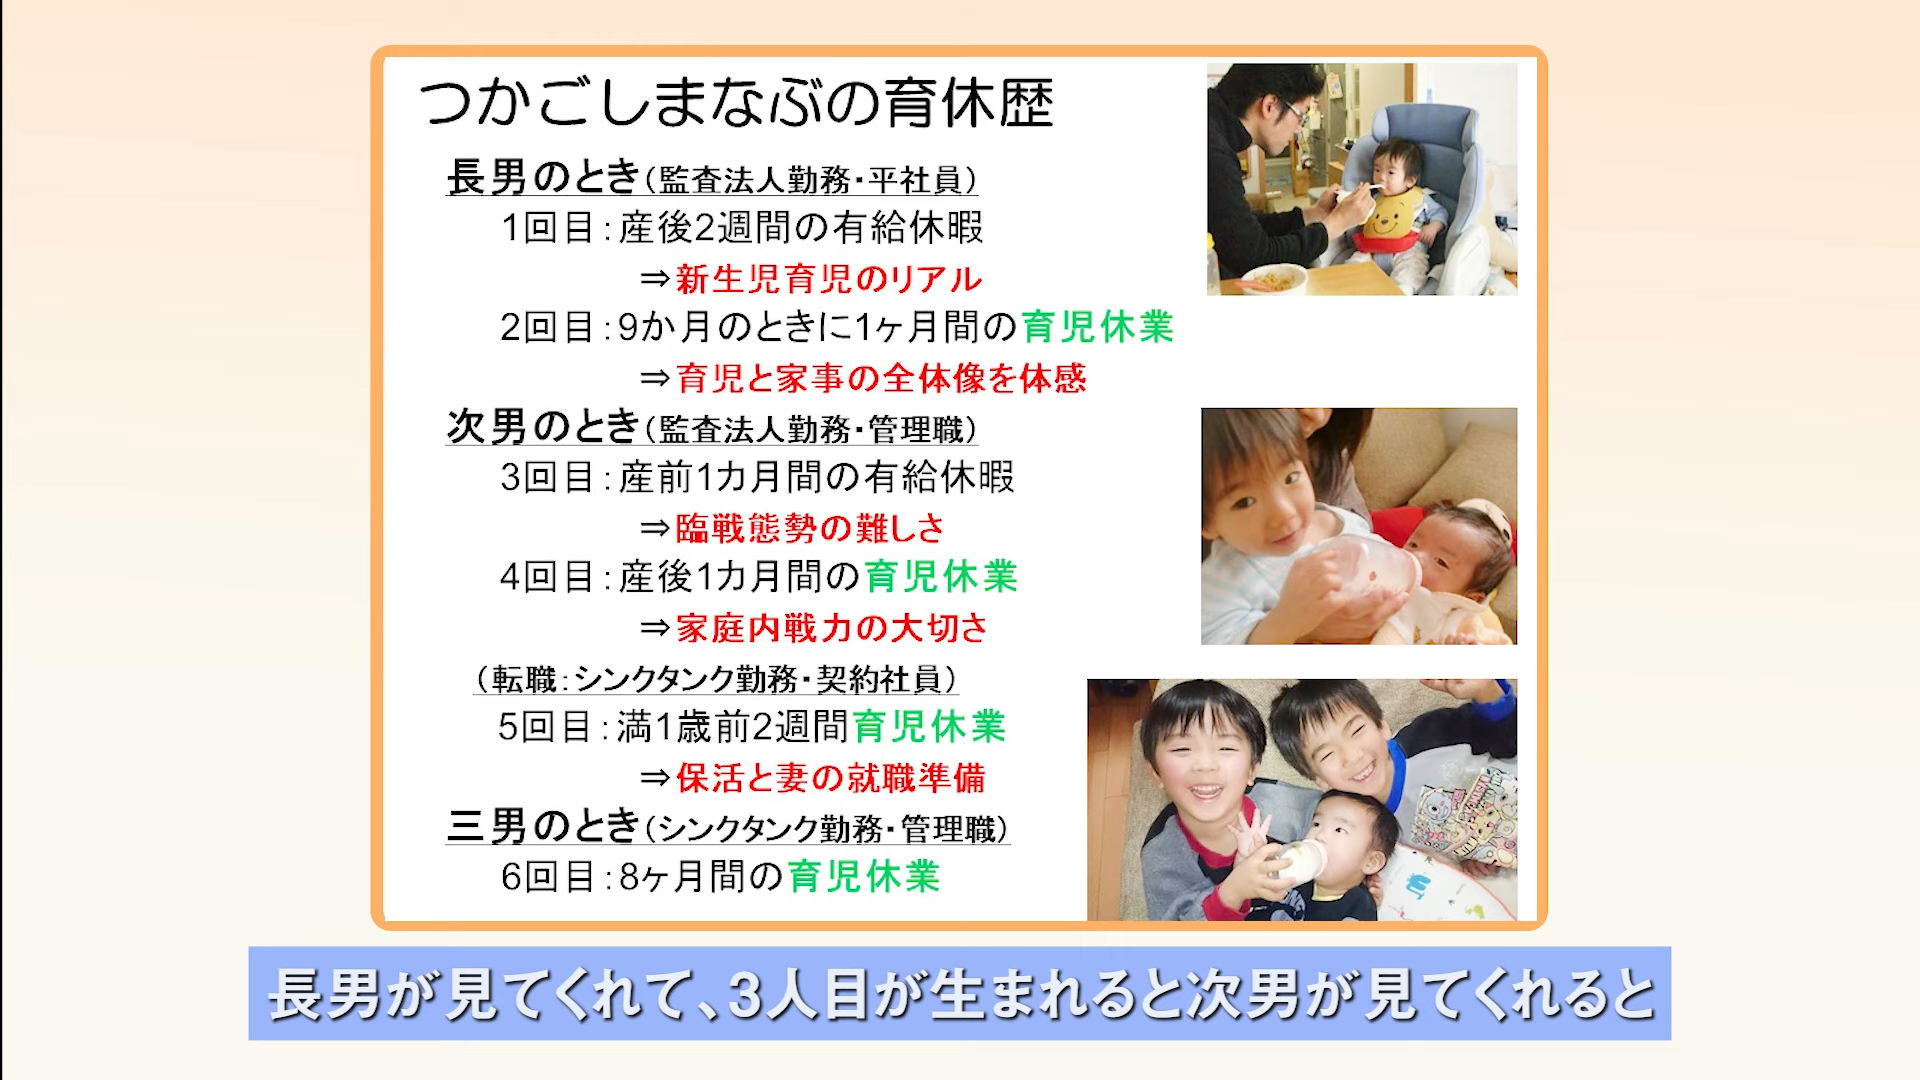 つかごしまなぶの育休歴
長男のとき（監査法人勤務・平社員）
1回目：産後2週間の有給休暇
⇒新生児育児のリアル
2回目：9か月のときに1ヶ月間の育児休業
⇒育児と家事の全体像を体感
次男のとき（監査法人勤務・管理職）
3回目：産前1カ月間の有給休暇
⇒臨戦態勢の難しさ
4回目：産後1カ月間の育児休業
⇒家庭内戦力の大切さ
（転職：シンクタンク勤務・契約社員）
5回目：満1歳前2週間育児休業
⇒保活と妻の就職準備
三男のとき（シンクタンク勤務・管理職）
6回目：8ヶ月間の育児休業
長男が見てくれて、3人目が生まれると次男が見てくれると